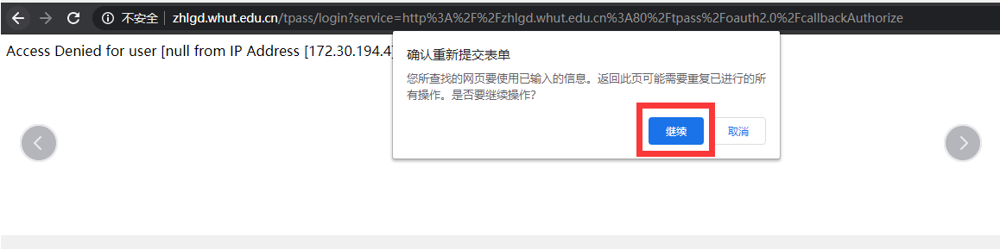 不安全 zhlgd.whut.edu.cn/tpass/login?service=http%3A%2F%2Fzhlgd.whut.edu.cn%3A80%2Ftpass%2Foauth2.0%2FcallbackAuthorize
Access Denied for user [null from IP Address [172.30.194.4]
确认重新提交表单
您所查找的网页要使用已输入的信息。返回此页可能需要重复已进行的所
有操作。是否要继续操作?
继续 取消